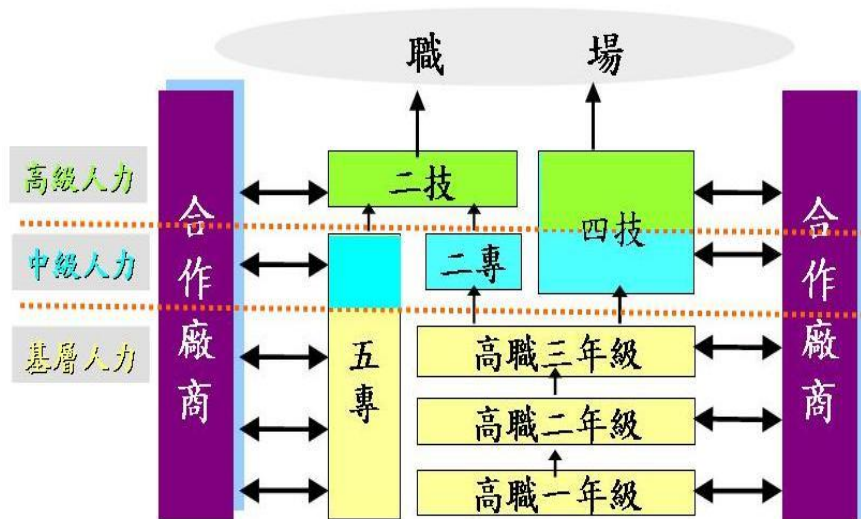 職 場
高級人力
中級人力
基層人力
合作廠商
二技
四技
二專
五專
高職三年級
高職二年級
高職一年級
合作廠商